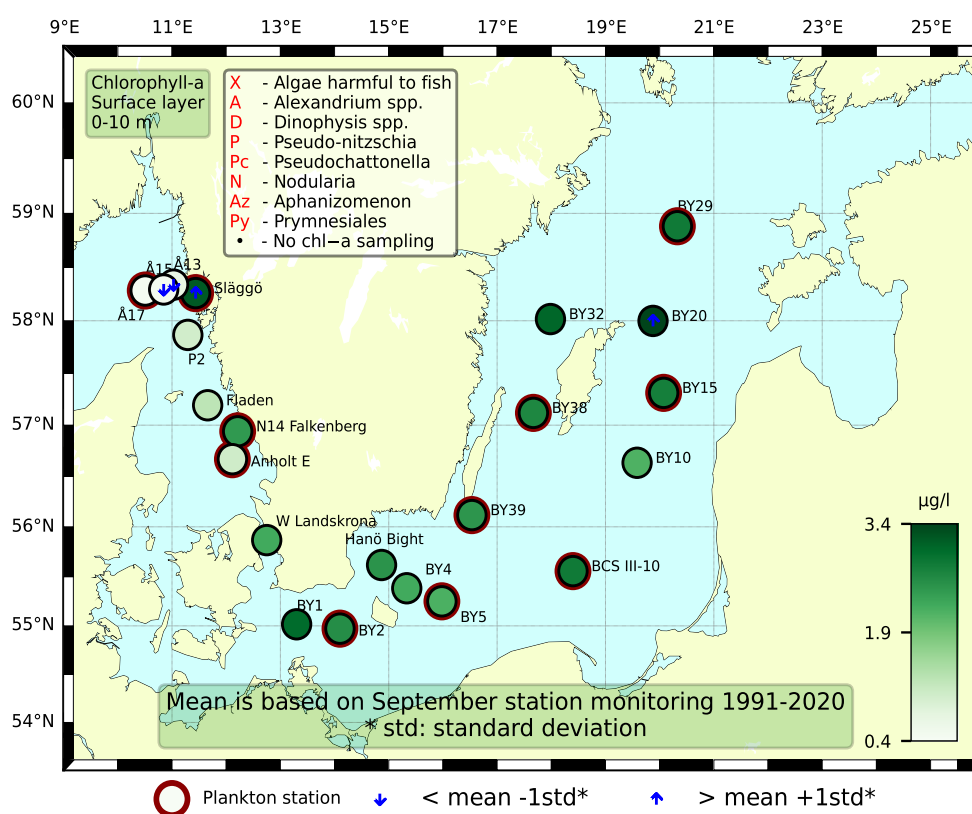 9°E 11°E 13°E 15°E 17°E 19°E 21°E 23°E 25°E
60°N
59°N
58°N
57°N
56°N
55°N
54°N
Chlorophyll-a
Surface layer
0-10 m
X - Algae harmful to fish
A - Alexandrium spp.
D - Dinophysis spp.
P - Pseudo-nitzschia
Pc - Pseudochattonella
N - Nodularia
Az - Aphanizomenon
Py - Prymnesiales
• - No chl−a sampling
BY29
Å15
Å13
Släggö
Å17
BY32
BY20
P2
BY15
Fladen
BY38
N14 Falkenberg
Anholt E
BY10
BY39
W Landskrona
Hanö Bight
BCS III-10
BY4
BY5
BY1
BY2
µg/l
3.4
1.9
0.4
Mean is based on September station monitoring 1991-2020
* std: standard deviation
Plankton station
< mean -1std*
> mean +1std*